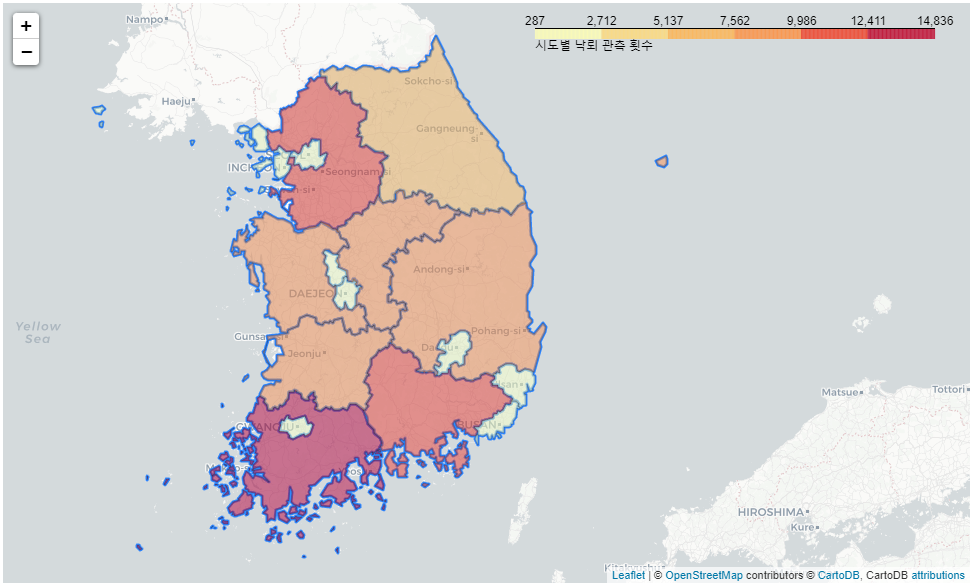 +
−
287 2,712 5,137 7,562 9,986 12,411 14,836
시도별 낙뢰 관측 횟수
Nampo
Sokcho-si
Haeju
Gangneung-
si
INCHEON
Seongnam-si
Andong-si
DAEJEON
Yellow
Sea
Pohang-si
Jeonju
Matsue
Tottori
GWANGJU
BUSAN
HIROSHIMA
Kure
Leaflet | © OpenStreetMap contributors © CartoDB, CartoDB attributions